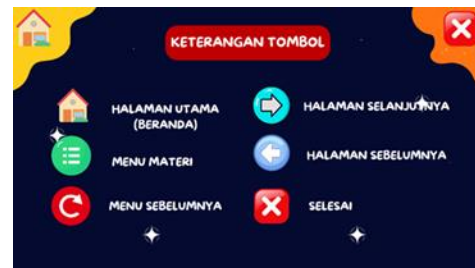 KETERANGAN TOMBOL
HALAMAN UTAMA
(BERANDA)
MENU MATERI
MENU SEBELUMNYA
HALAMAN SELANJUTNYA
HALAMAN SEBELUMNYA
SELESAI